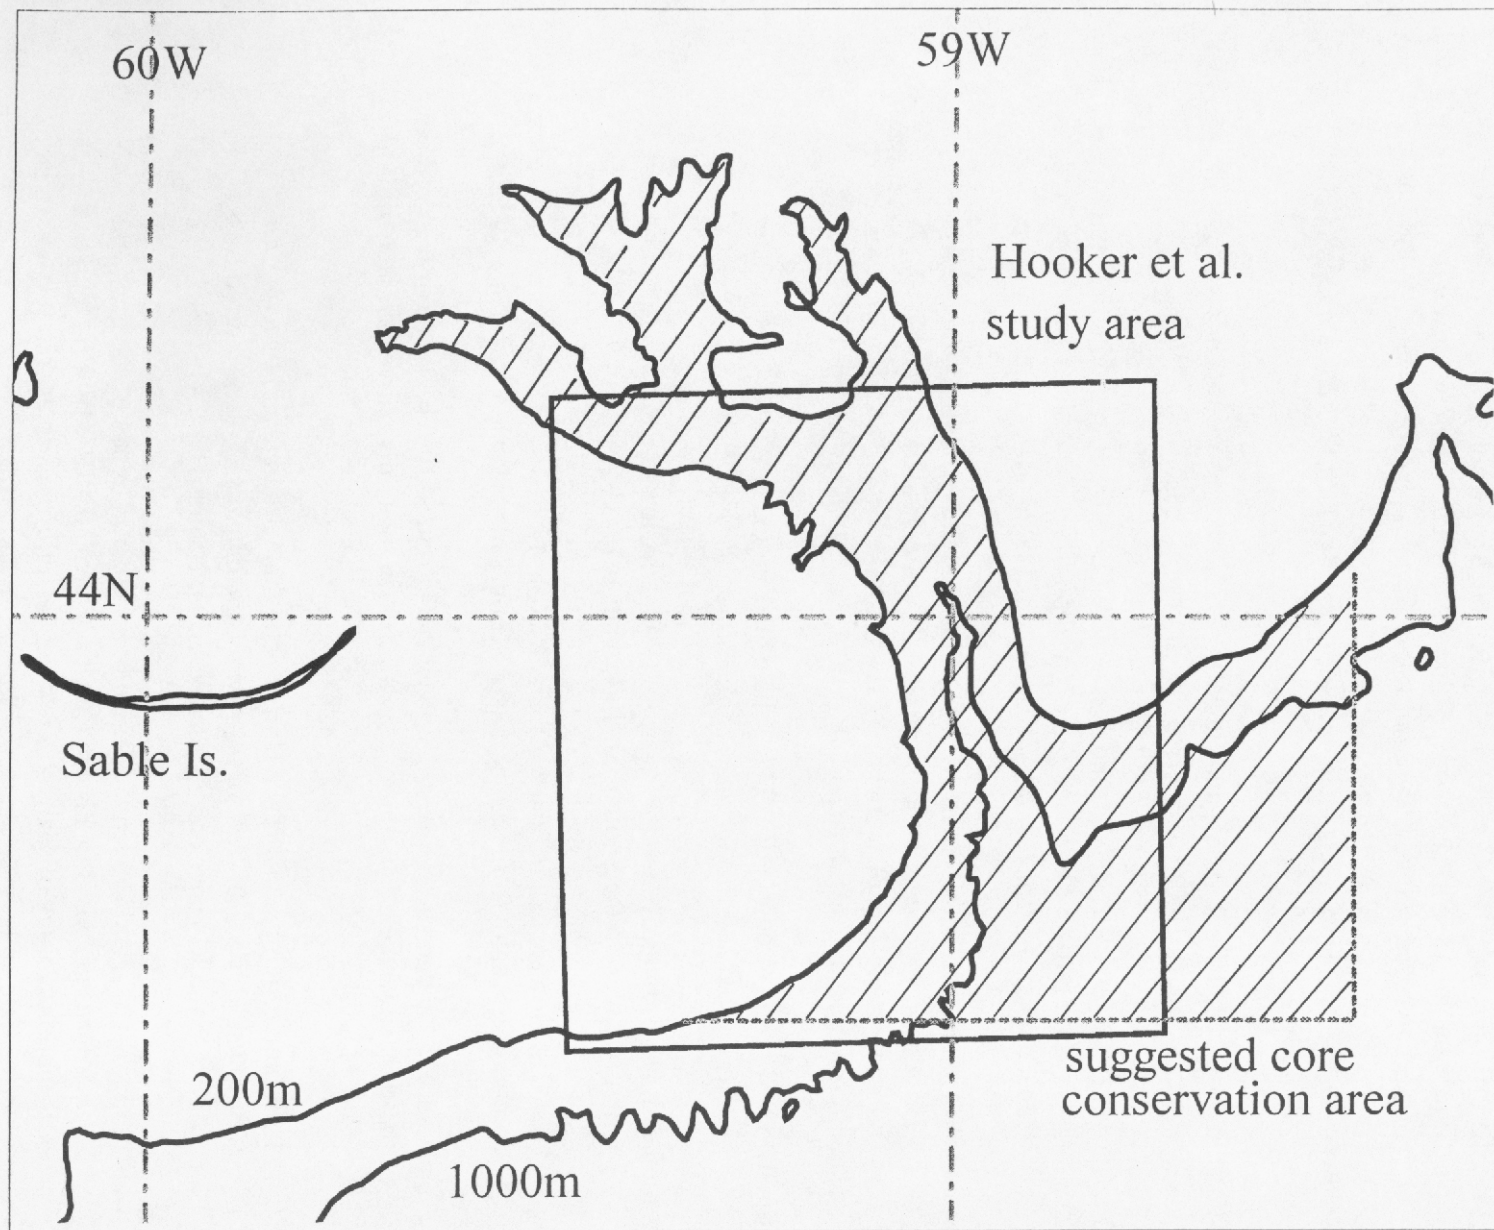 60W
59W
Hooker et al.
study area
44N
Sable Is.
suggested core
200m
conservation area
1000m